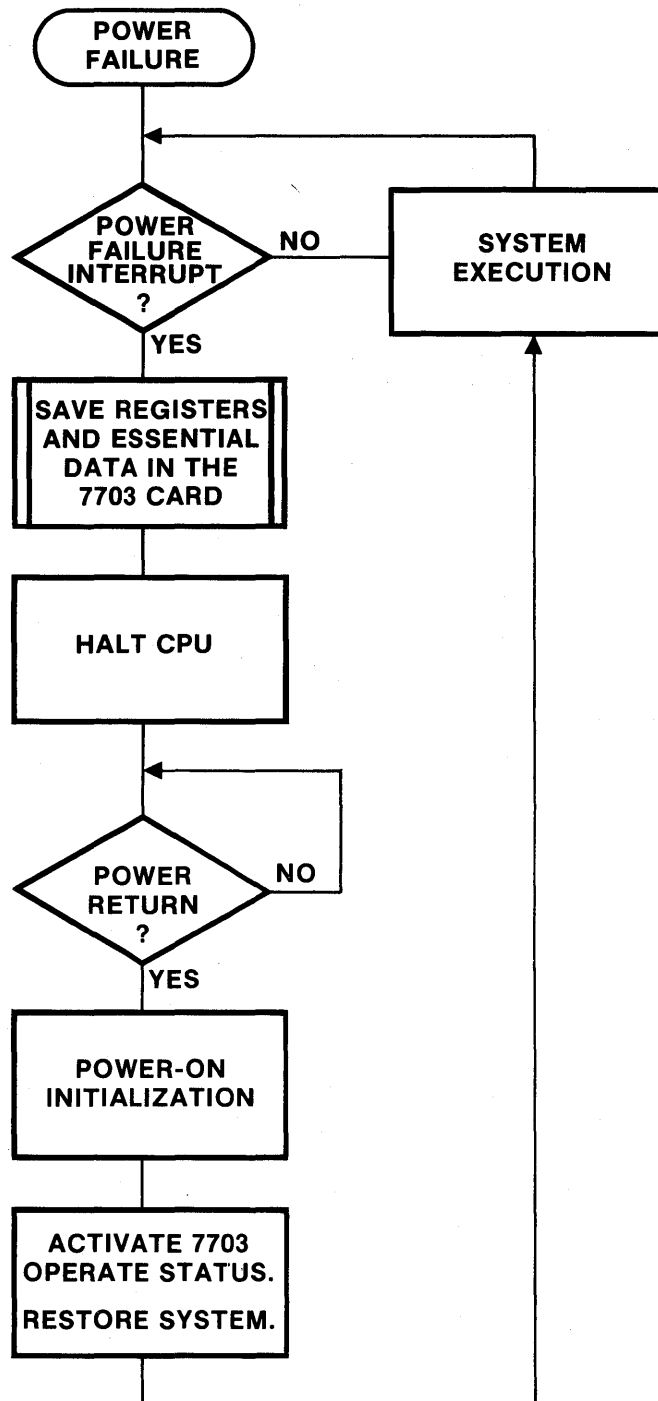 POWER
FAILURE
POWER
FAILURE
INTERRUPT
?
NO
SYSTEM
EXECUTION
YES
SAVE REGISTERS
AND ESSENTIAL
DATA IN THE
7703 CARD
HALT CPU
POWER
RETURN
?
NO
YES
POWER-ON
INITIALIZATION
ACTIVATE 7703
OPERATE STATUS.
RESTORE SYSTEM.